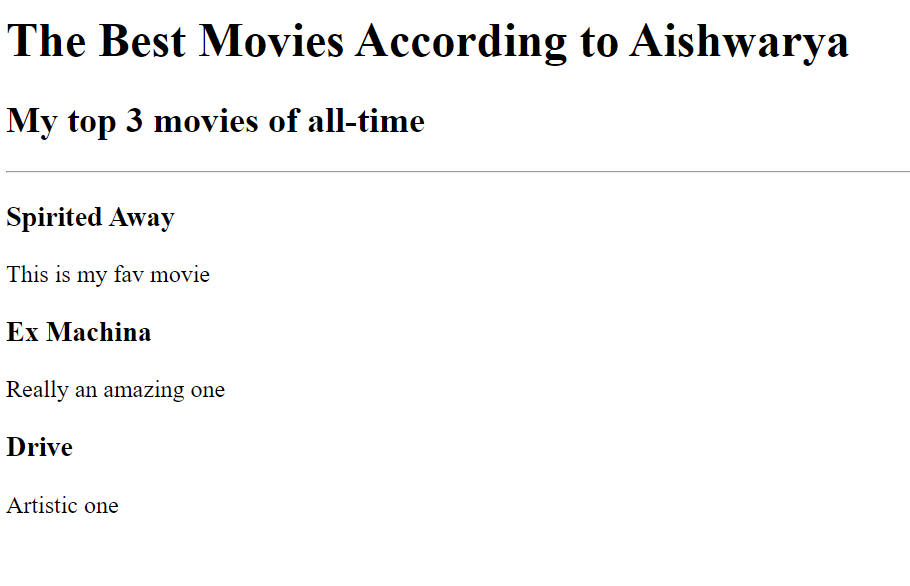 The Best Movies According to Aishwarya
My top 3 movies of all-time
Spirited Away
This is my fav movie
Ex Machina
Really an amazing one
Drive
Artistic one